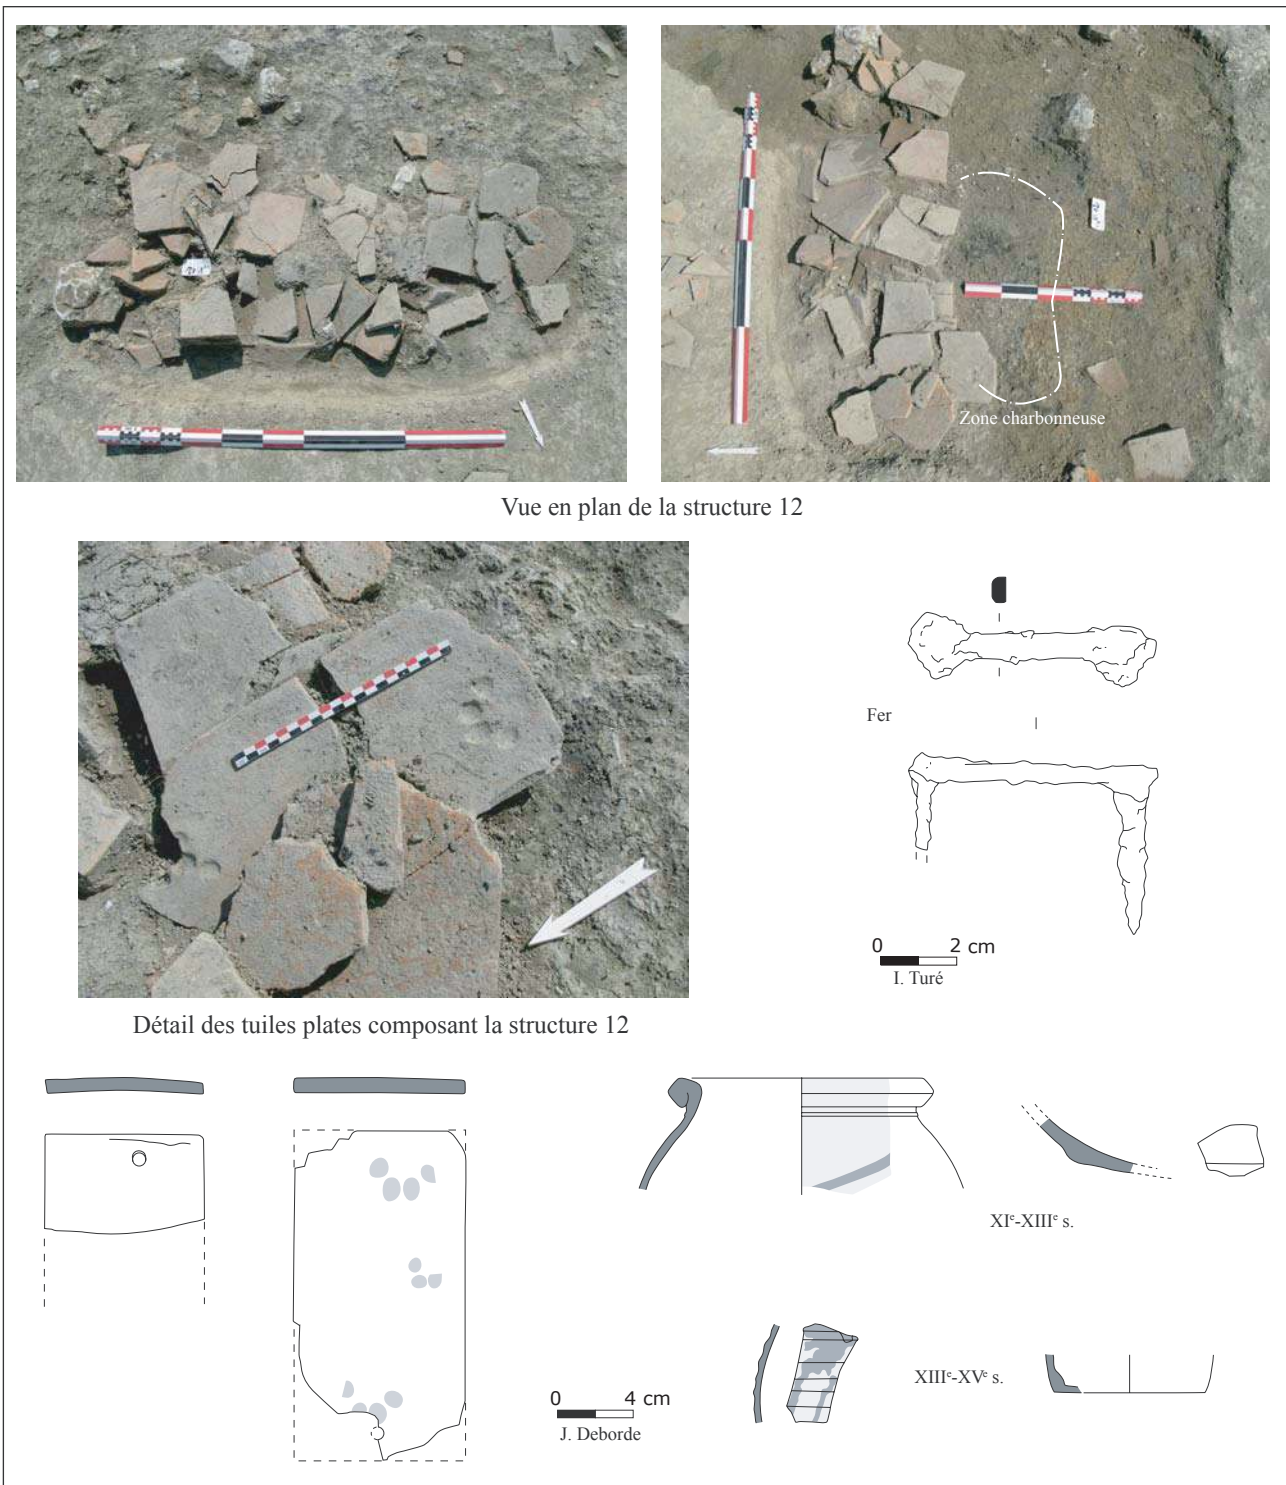 Zone charbonneuse
Vue en plan de la structure 12
Fer
0 2 cm
I. Turé
Détail des tuiles plates composant la structure 12
XIe-XIIIe s.
XIIIe-XVe s.
0 4 cm
J. Deborde